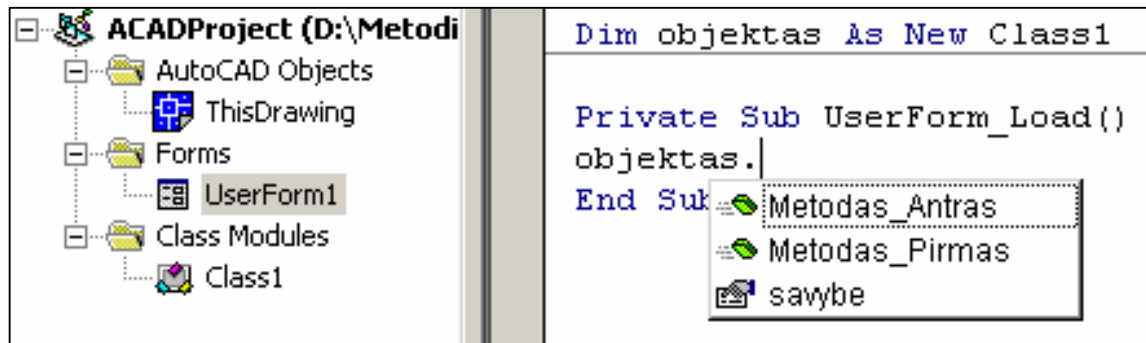 ACADProject (D:\Metodi
AutoCAD Objects
ThisDrawing
Forms
UserForm1
Class Modules
Class1
Dim objektas As New Class1
Private Sub UserForm_Load()
objektas.
End Sub
Metodas_Antras
Metodas_Pirmas
savybe